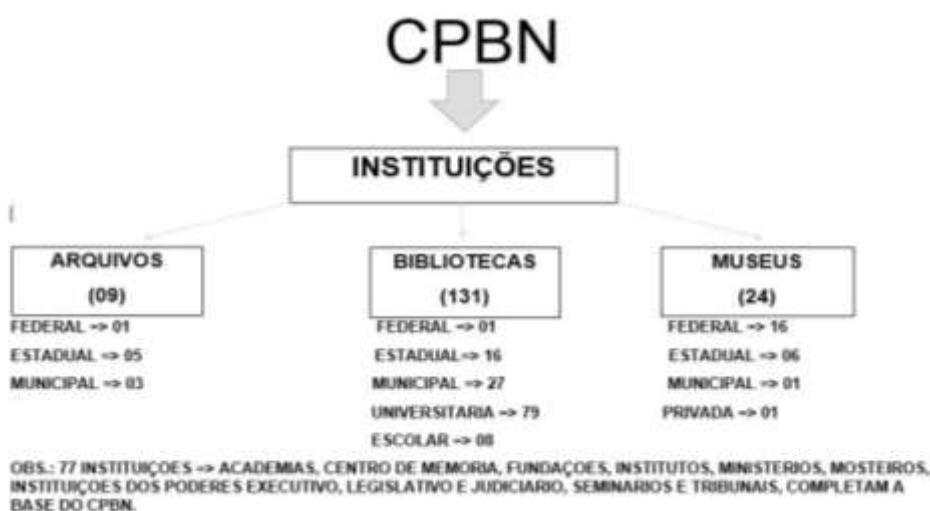 CPBN
INSTITUIÇÕES
ARQUIVOS
(09)
FEDERAL => 01
ESTADUAL => 05
MUNICIPAL => 03
BIBLIOTECAS
(131)
FEDERAL => 01
ESTADUAL=> 16
MUNICIPAL => 27
UNIVERSITARIA => 79
ESCOLAR => 08
MUSEUS
(24)
FEDERAL => 16
ESTADUAL => 06
MUNICIPAL => 01
PRIVADA => 01
OBS.: 77 INSTITUIÇOES => ACADEMIAS, CENTRO DE MEMORIA, FUNDAÇOES, INSTITUTOS, MINISTERIOS, MOSTEIROS,
INSTITUIÇOES DOS PODERES EXECUTIVO, LEGISLATIVO E JUDICIARIO, SEMINARIOS E TRIBUNAIS, COMPLETAM A
BASE DO CPBN.